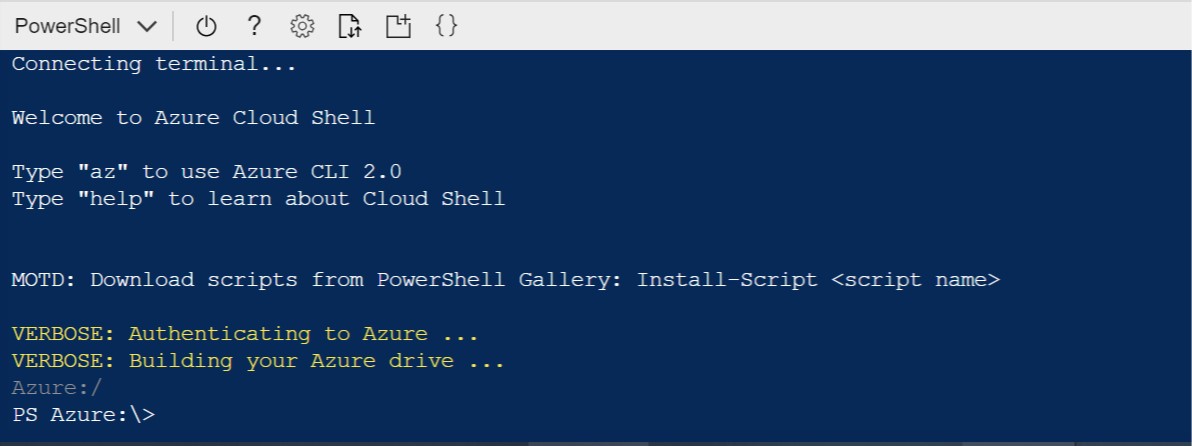 PowerShell
Connecting terminal...
Welcome to Azure Cloud Shell
Type "az" to use Azure CLI 2.0
Type "help" to learn about Cloud Shell
MOTD: Download scripts from PowerShell Gallery: Install-Script <script name>
VERBOSE: Authenticating to Azure ...
VERBOSE: Building your Azure drive ...
Azure:/
PS Azure:\>